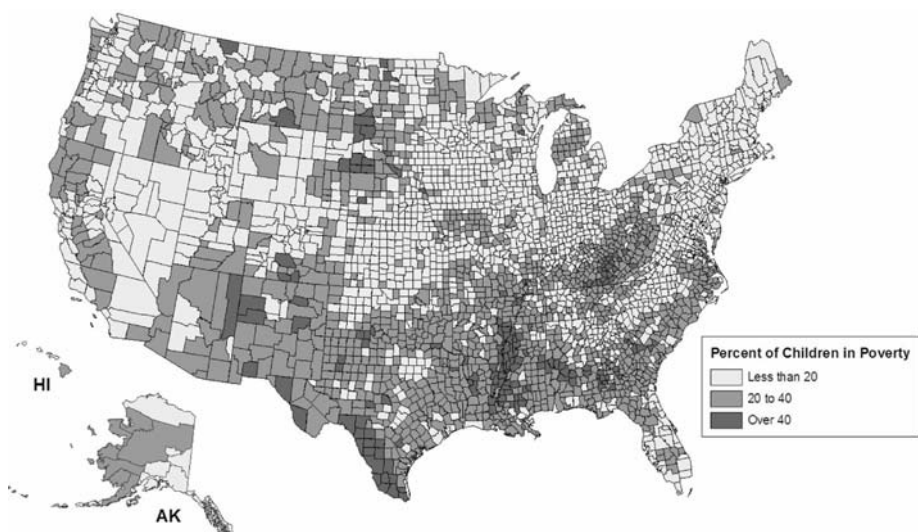 HI
AK
Percent of Children in Poverty
Less than 20
20 to 40
Over 40